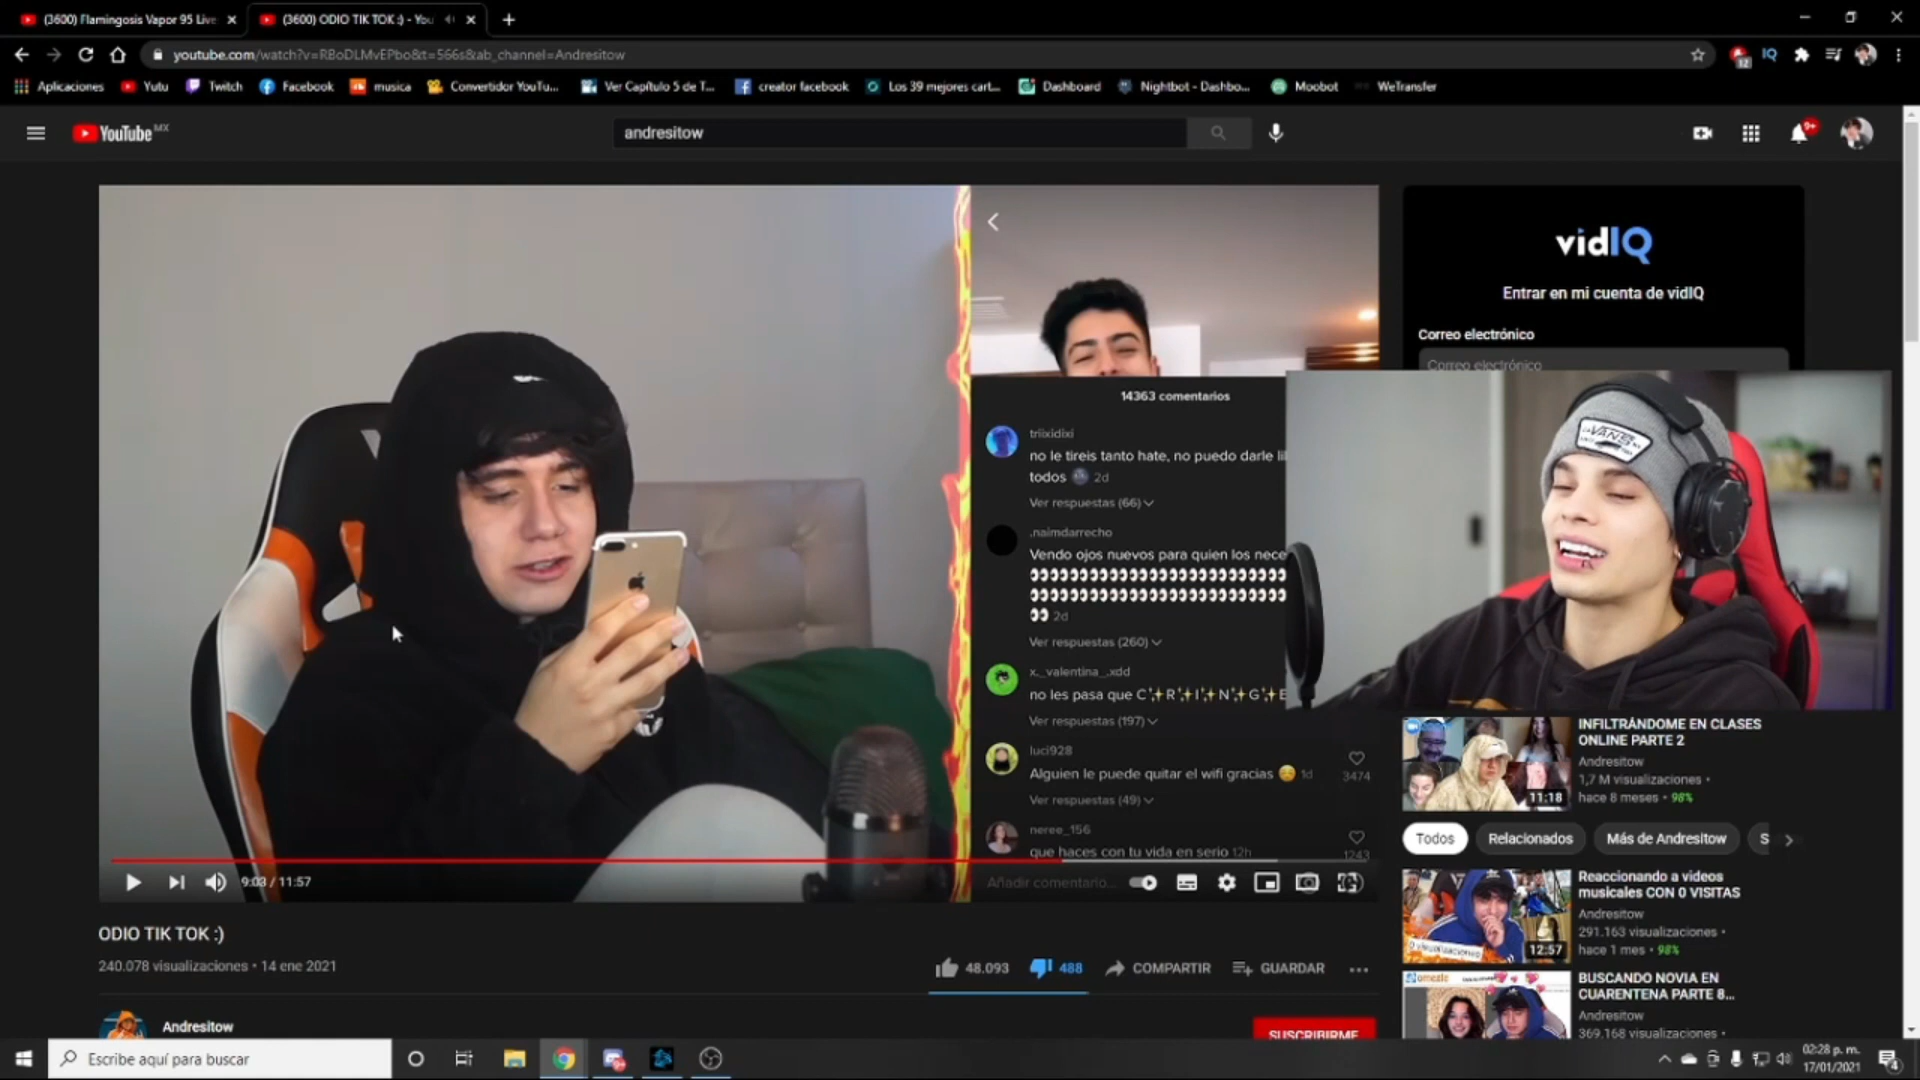 (3600) Flamingosis Vapor 95 Live
(3600) ODIO TIK TOK :) - You
youtube.com/watch?v=RBoDLMvEPbo&t=566s&ab_channel=Andresitow
12
IQ
Aplicaciones
Yutu
Twitch
Facebook
musica
Convertidor YouTu...
Ver Capítulo 5 de T...
creator facebook
Los 39 mejores cart...
Dashboard
Nightbot - Dashbo...
Moobot
WeTransfer
YouTube MX
andresitow
9+
vidIQ
Entrar en mi cuenta de vidIQ
Correo electrónico
Correo electrónico
14363 comentarios
triixidixi
no le tireis tanto hate, no puedo darle li
todos 🌚 2d
Ver respuestas (66)
.naimdarrecho
Vendo ojos nuevos para quien los nece
2d
Ver respuestas (260)
x._valentina_.xdd
no les pasa que C✨R✨I✨N✨G✨E
Ver respuestas (197)
luci928
Alguien le puede quitar el wifi gracias ☺️ 1d
3474
Ver respuestas (49)
neree_156
que haces con tu vida en serio 12h
1243
Añadir comentario...
"VANS"
9:03 / 11:57
ODIO TIK TOK :)
240.078 visualizaciones • 14 ene 2021
48.093
488
COMPARTIR
GUARDAR
Andresitow
SUSCRIBIRME
INFILTRÁNDOME EN CLASES
ONLINE PARTE 2
Andresitow
1,7 M visualizaciones •
hace 8 meses • 98%
11:18
Todos
Relacionados
Más de Andresitow
S
Reaccionando a videos
musicales CON 0 VISITAS
Andresitow
291.163 visualizaciones •
hace 1 mes • 98%
0 visualizaciones
12:57
BUSCANDO NOVIA EN
CUARENTENA PARTE 8...
Andresitow
369.168 visualizaciones •
omegle
Escribe aquí para buscar
02:28 p. m.
17/01/2021
4